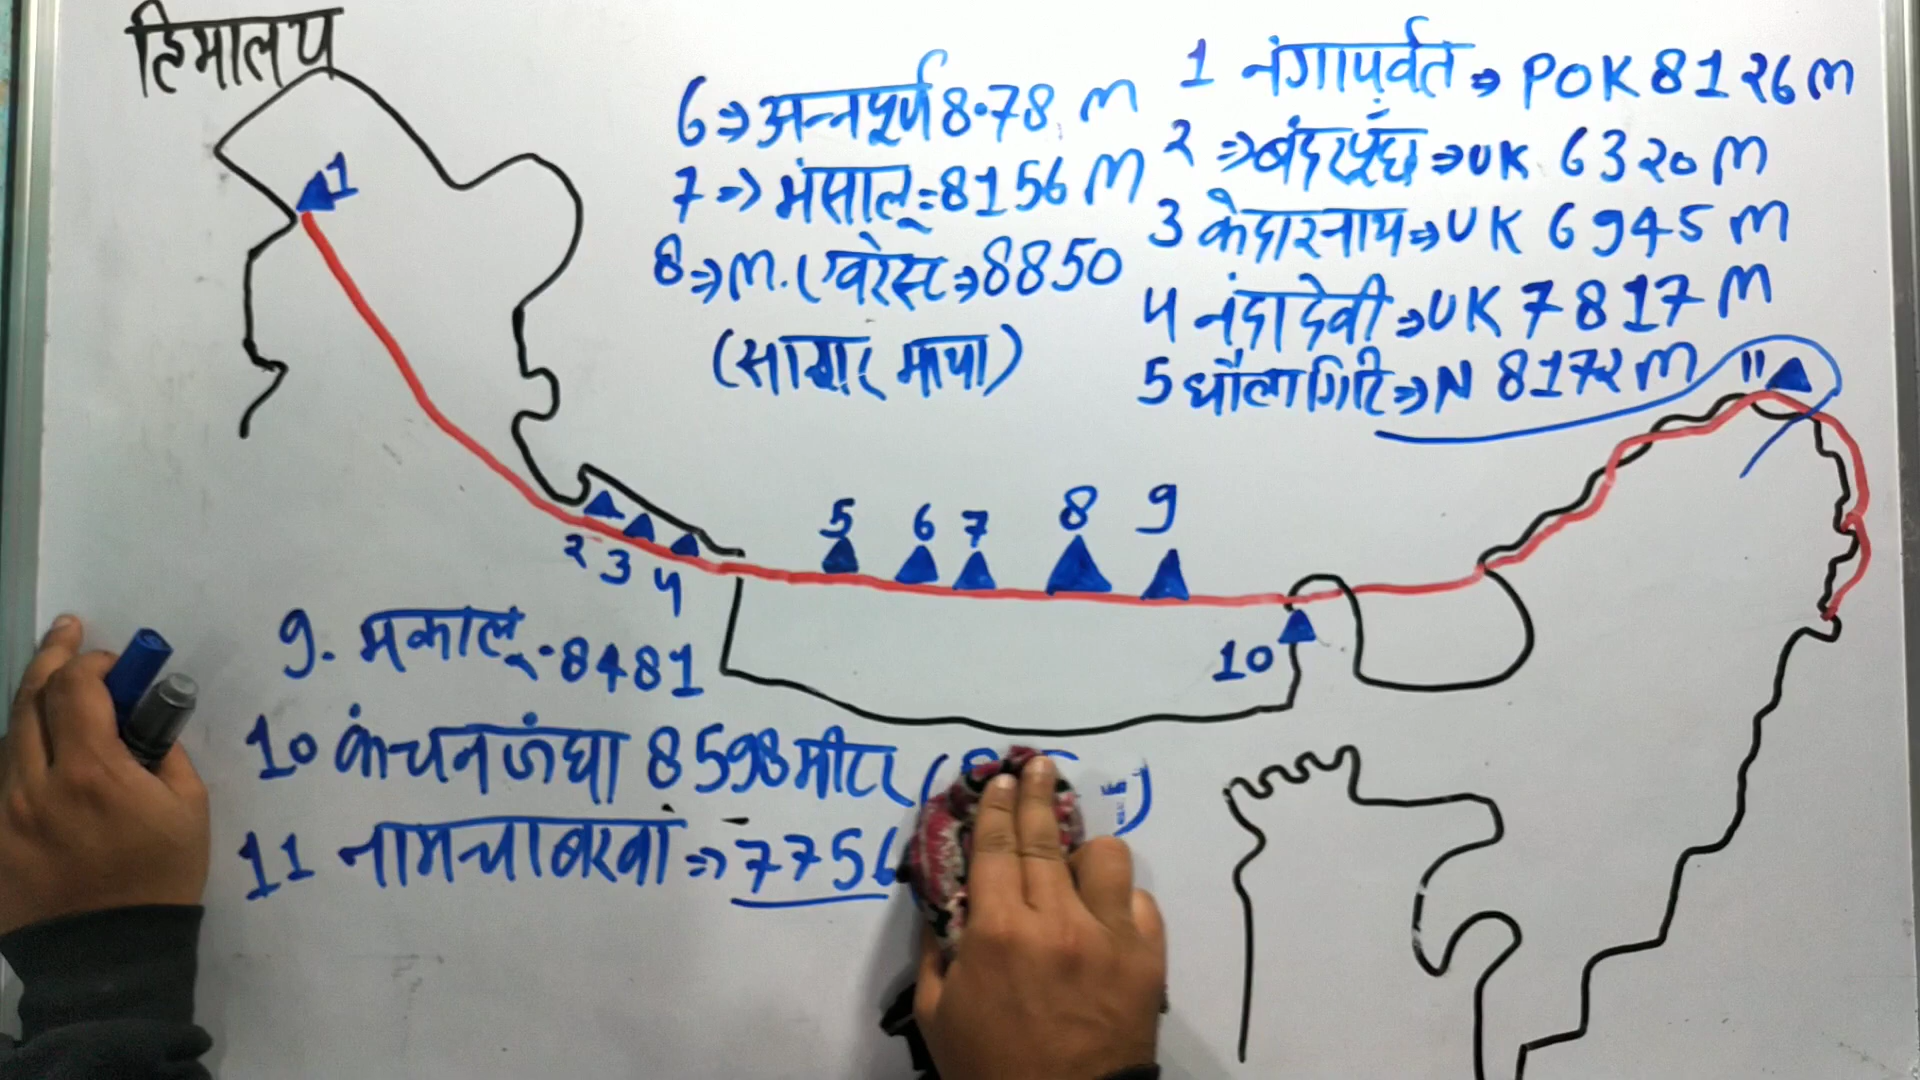 हिमालय
1 नंगापर्वत ⇒ POK 8126 m
2 ⇒ बंदरपूंछ ⇒ UK 6320 m
3 केदारनाथ ⇒ UK 6945 m
4 नंदादेवी ⇒ UK 7817 m
5 धौलागिरि ⇒ N 8172 m
6 ⇒ अन्नपूर्ण 8·78 m
7 ⇒ मंसालू = 8156 m
8 ⇒ m. एवरेस्ट ⇒ 8850
(सागर माथा)
1
11
5 6 7 8 9
2 3 4
10
9. मकालू · 8481
10 कंचनजंघा 8598 मीटर
11 नामचाबरवा ⇒ 7756